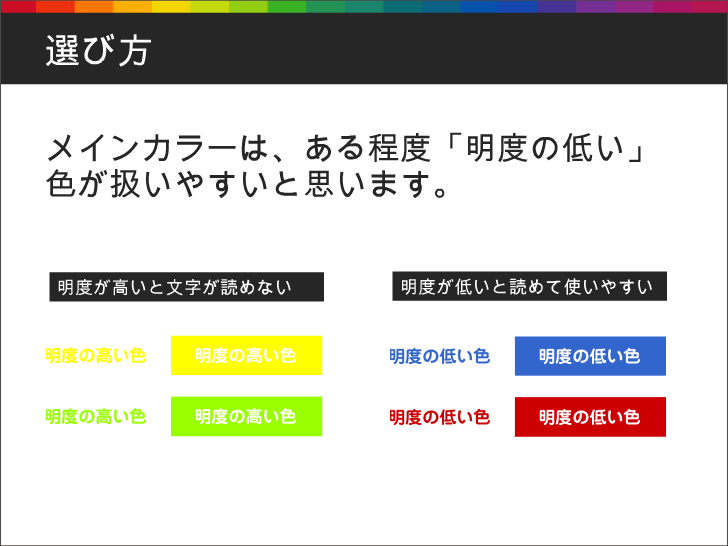 選び方
メインカラーは、ある程度「明度の低い」
色が扱いやすいと思います。
明度が高いと文字が読めない
明度の高い色 明度の高い色
明度の高い色 明度の高い色
明度が低いと読めて使いやすい
明度の低い色 明度の低い色
明度の低い色 明度の低い色